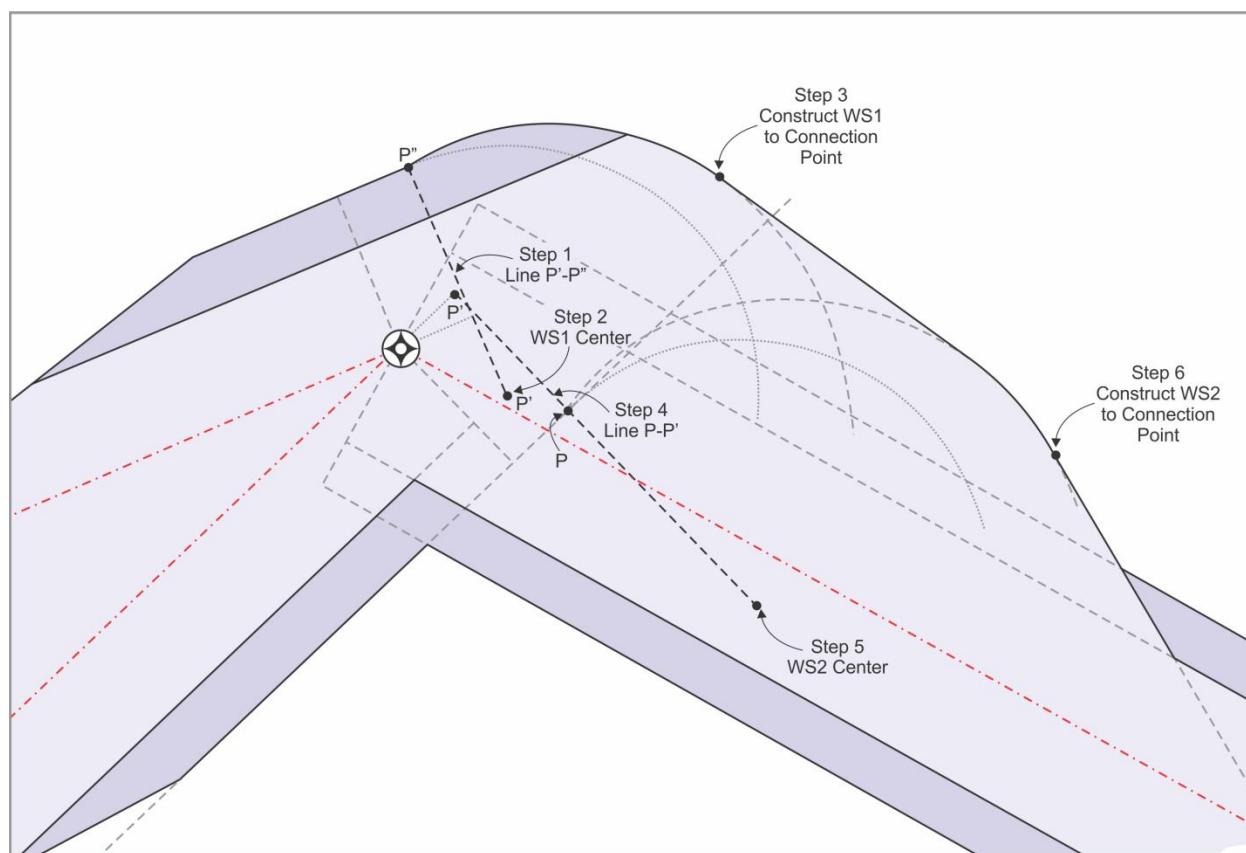 Step 3
Construct WS1
to Connection
Point
P”
Step 1
Line P’-P”
P’
Step 2
WS1 Center
P’
Step 4
Line P-P’
P
Step 6
Construct WS2
to Connection
Point
Step 5
WS2 Center